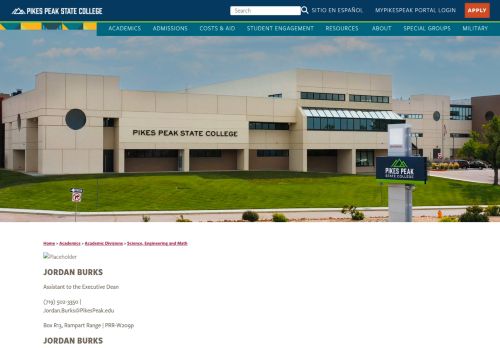 PIKES PEAK STATE COLLEGE
Search
SITIO EN ESPAÑOL
MYPIKESPEAK PORTAL LOGIN
APPLY
ACADEMICS ADMISSIONS COSTS & AID STUDENT ENGAGEMENT RESOURCES ABOUT SPECIAL GROUPS MILITARY
PIKES PEAK STATE COLLEGE
PIKES PEAK
STATE COLLEGE
Home » Academics » Academic Divisions » Science, Engineering and Math
Placeholder
JORDAN BURKS
Assistant to the Executive Dean
(719) 502-3350 |
Jordan.Burks@PikesPeak.edu
Box R13, Rampart Range | PRR-W209p
JORDAN BURKS